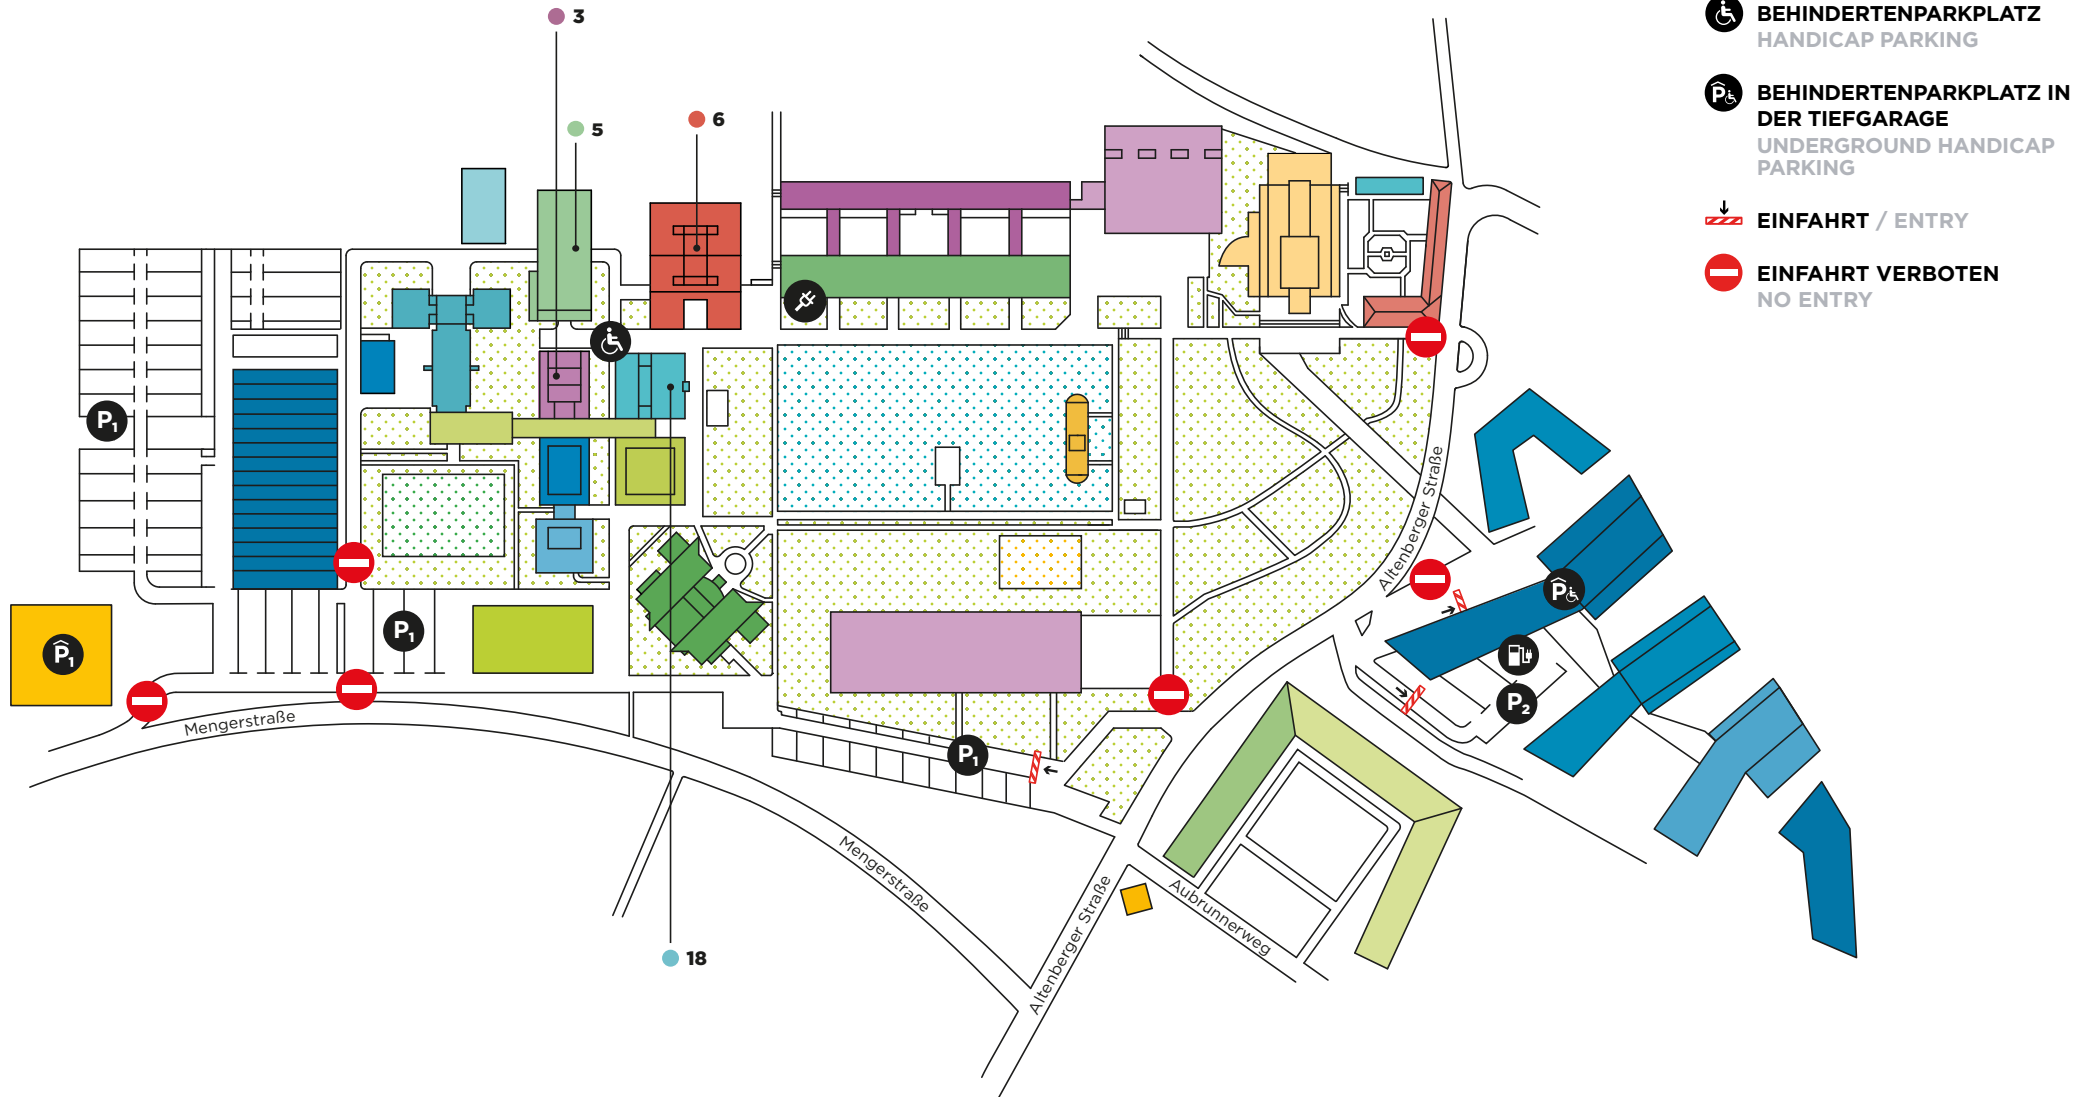 3
5
6
BEHINDERTENPARKPLATZ
HANDICAP PARKING
P
BEHINDERTENPARKPLATZ IN
DER TIEFGARAGE
UNDERGROUND HANDICAP
PARKING
EINFAHRT / ENTRY
EINFAHRT VERBOTEN
NO ENTRY
P1
Altenberger Straße
P
P1
P1
P2
Mengerstraße
P1
Mengerstraße
Altenberger Straße
Aubrunnerweg
18